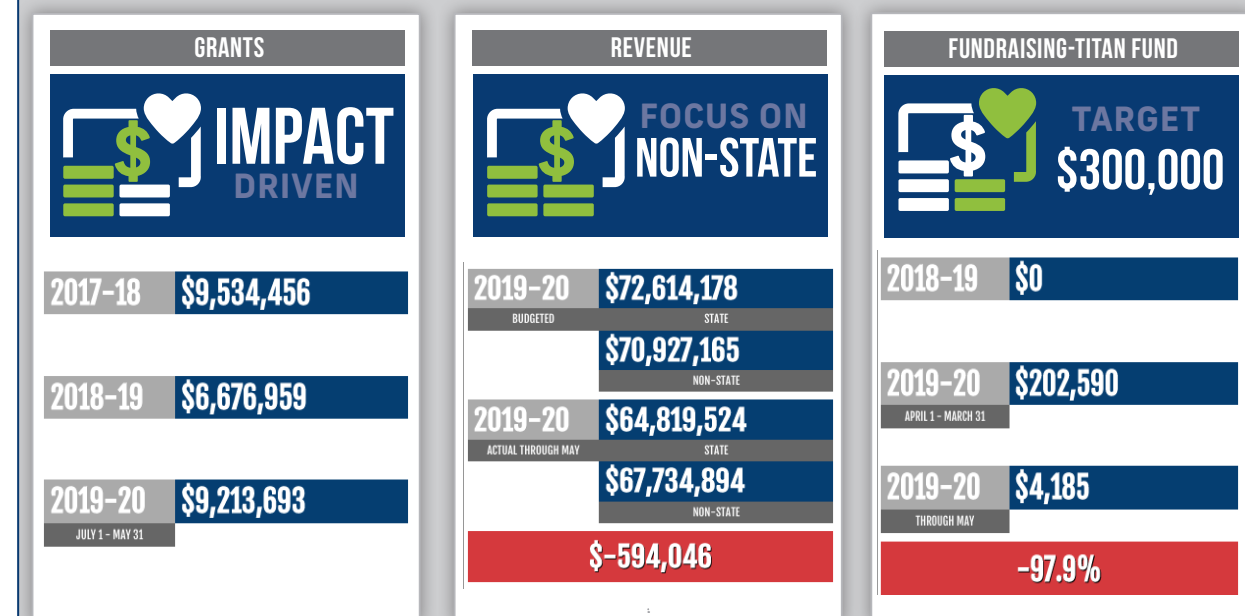 GRANTS
IMPACT
DRIVEN
2017-18 $9,534,456
2018-19 $6,676,959
2019-20 $9,213,693
JULY 1 - MAY 31
REVENUE
FOCUS ON
NON-STATE
2019-20 $72,614,178
BUDGETED STATE
$70,927,165
NON-STATE
2019-20 $64,819,524
ACTUAL THROUGH MAY STATE
$67,734,894
NON-STATE
$-594,046
FUNDRAISING-TITAN FUND
TARGET
$300,000
2018-19 $0
2019-20 $202,590
APRIL 1 - MARCH 31
2019-20 $4,185
THROUGH MAY
-97.9%